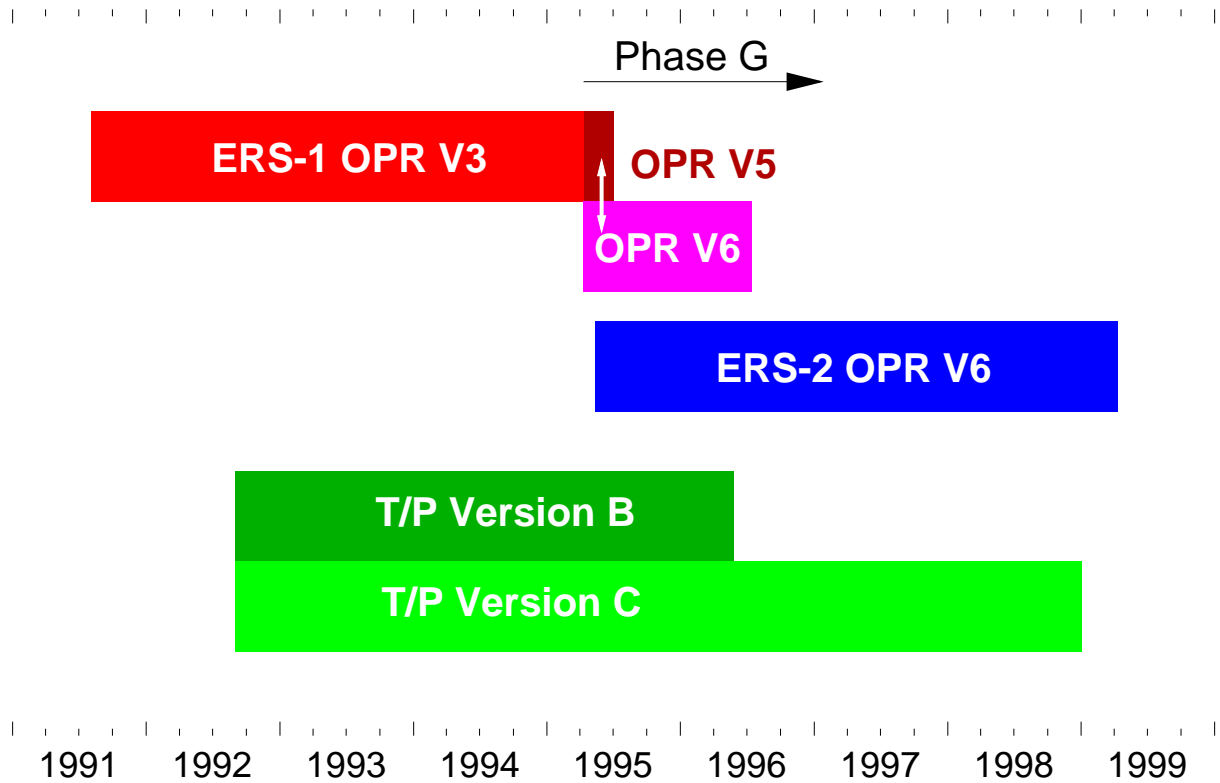 Phase G
ERS-1 OPR V3
OPR V5
OPR V6
ERS-2 OPR V6
T/P Version B
T/P Version C
1991 1992 1993 1994 1995 1996 1997 1998 1999